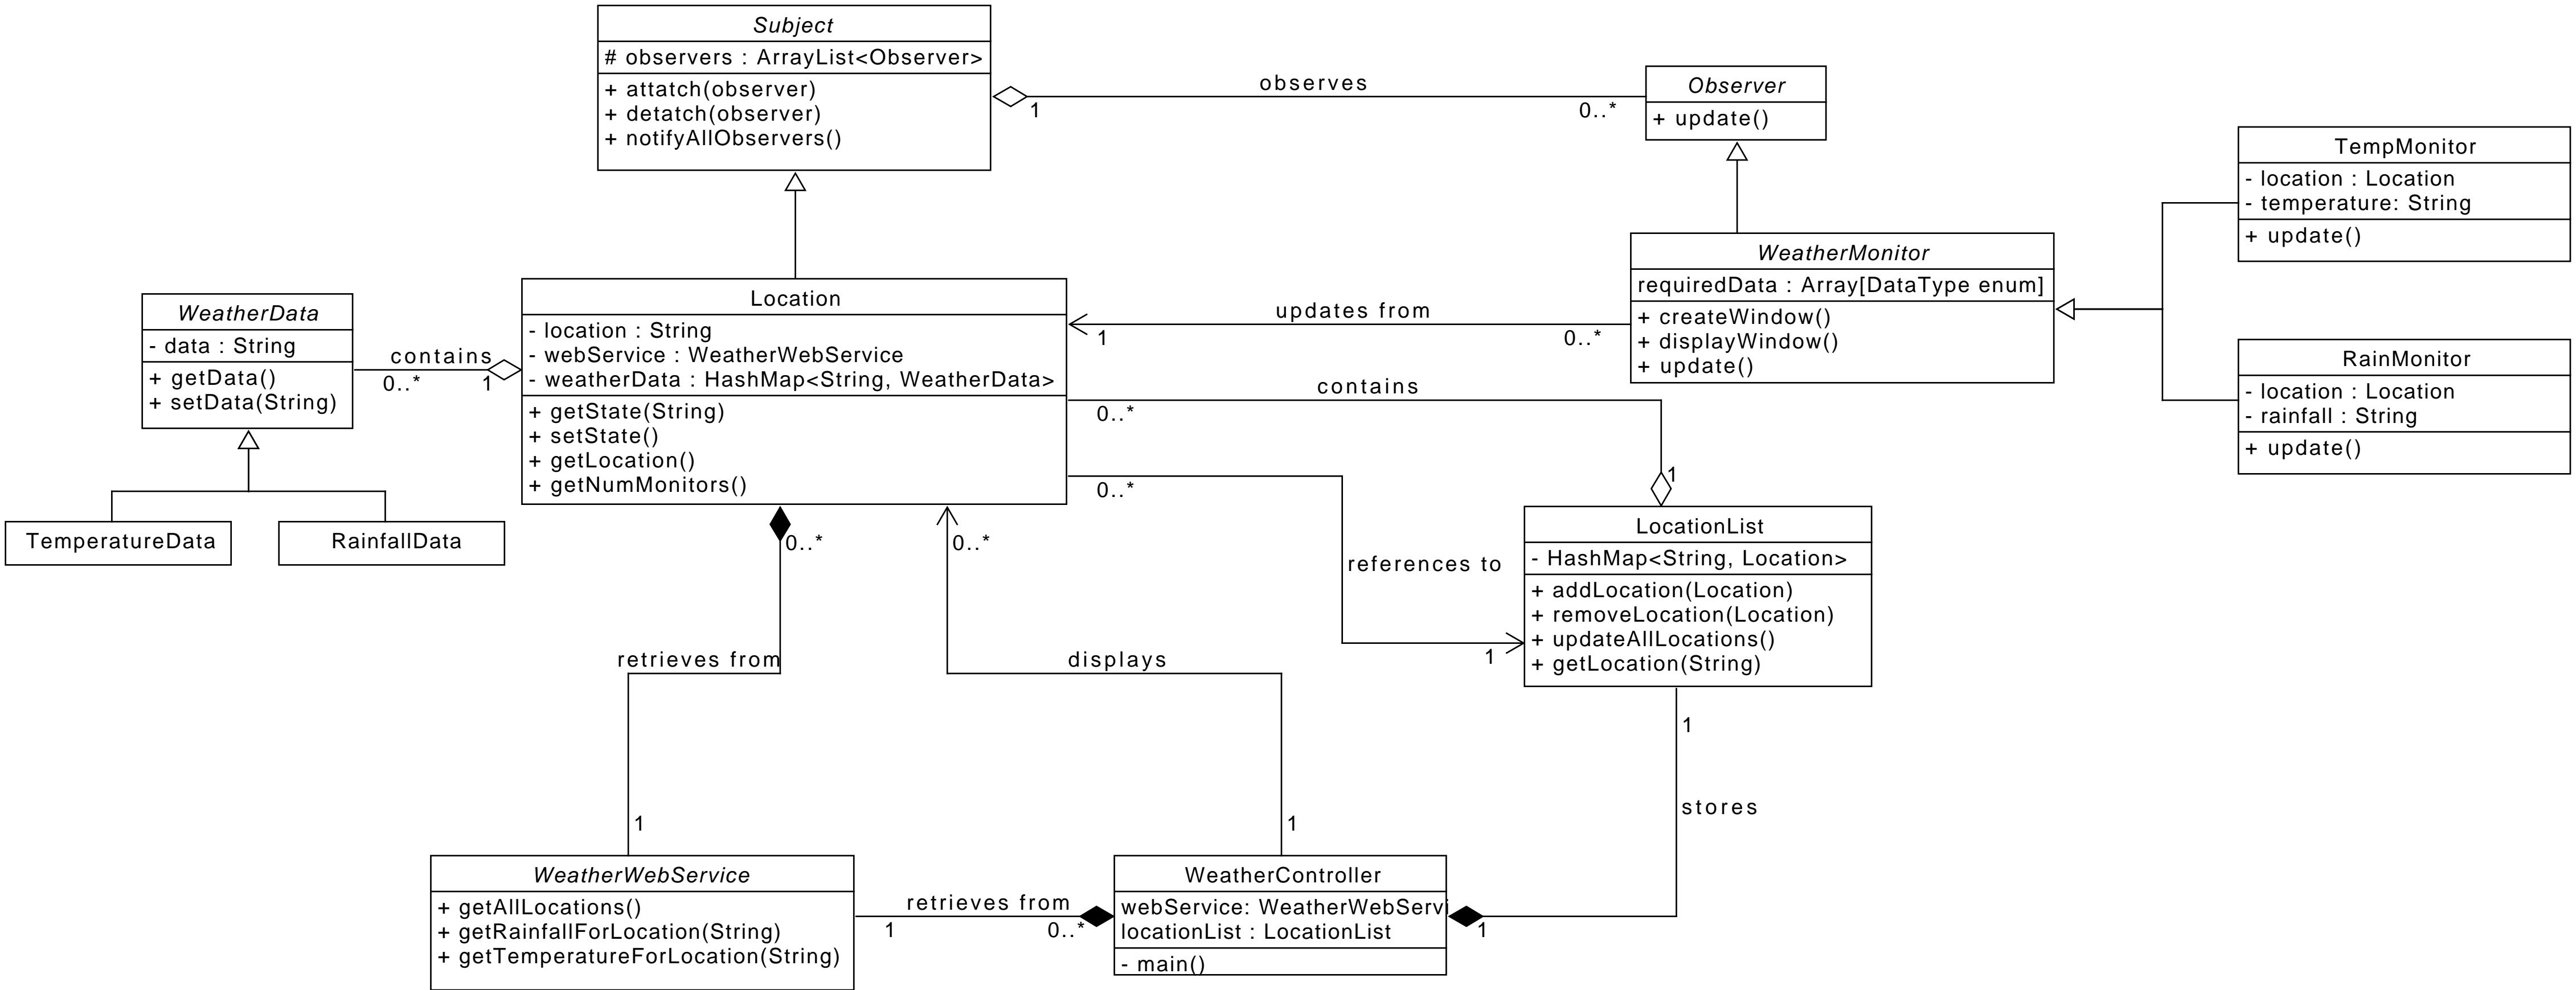 Subject
# observers : ArrayList<Observer>
+ attatch(observer)
+ detatch(observer)
+ notifyAllObservers()
observes
1
0..*
Observer
+ update()
TempMonitor
- location : Location
- temperature: String
+ update()
WeatherMonitor
requiredData : Array[DataType enum]
+ createWindow()
+ displayWindow()
+ update()
RainMonitor
- location : Location
- rainfall : String
+ update()
updates from
1
0..*
Location
- location : String
- webService : WeatherWebService
- weatherData : HashMap<String, WeatherData>
+ getState(String)
+ setState()
+ getLocation()
+ getNumMonitors()
WeatherData
- data : String
+ getData()
+ setData(String)
contains
0..*
1
TemperatureData
RainfallData
contains
0..*
1
0..*
references to
1
LocationList
- HashMap<String, Location>
+ addLocation(Location)
+ removeLocation(Location)
+ updateAllLocations()
+ getLocation(String)
0..*
retrieves from
1
0..*
displays
1
1
stores
1
WeatherWebService
+ getAllLocations()
+ getRainfallForLocation(String)
+ getTemperatureForLocation(String)
retrieves from
1
0..*
WeatherController
webService: WeatherWebServi
locationList : LocationList
- main()